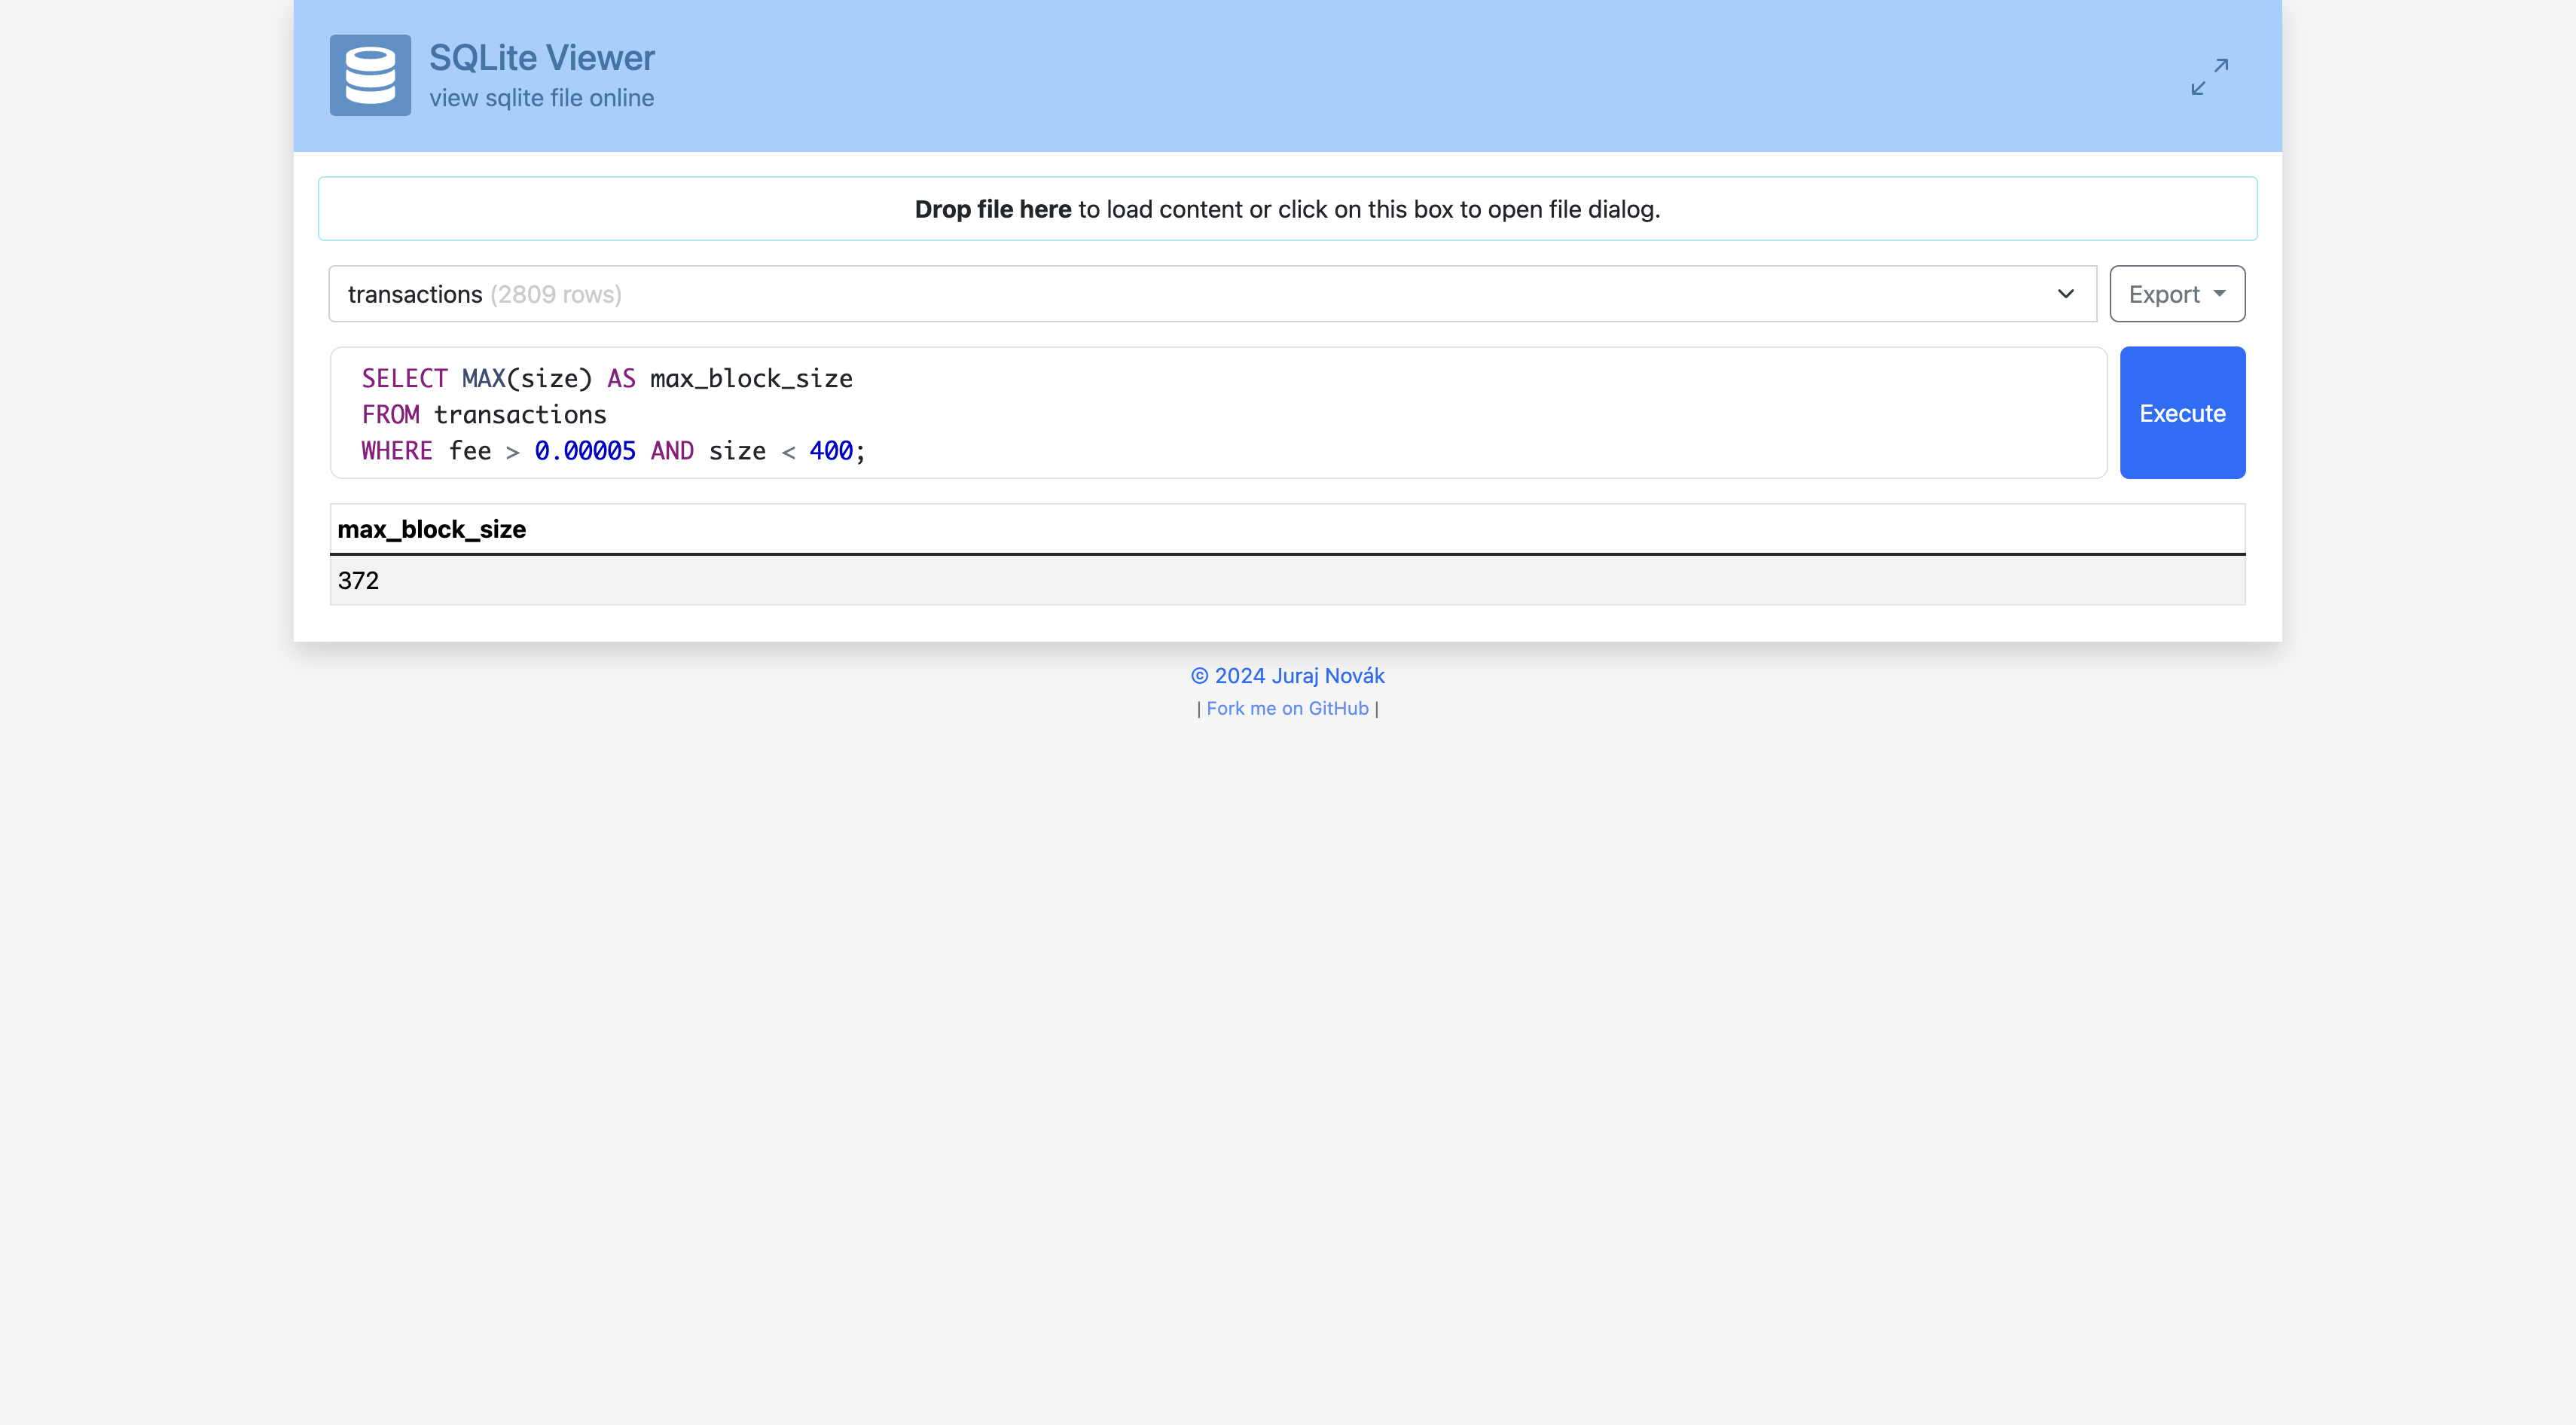 SQLite Viewer
view sqlite file online
Drop file here to load content or click on this box to open file dialog.
transactions (2809 rows)
Export
SELECT MAX(size) AS max_block_size
FROM transactions
WHERE fee > 0.00005 AND size < 400;
Execute
max_block_size
372
© 2024 Juraj Novák
| Fork me on GitHub |